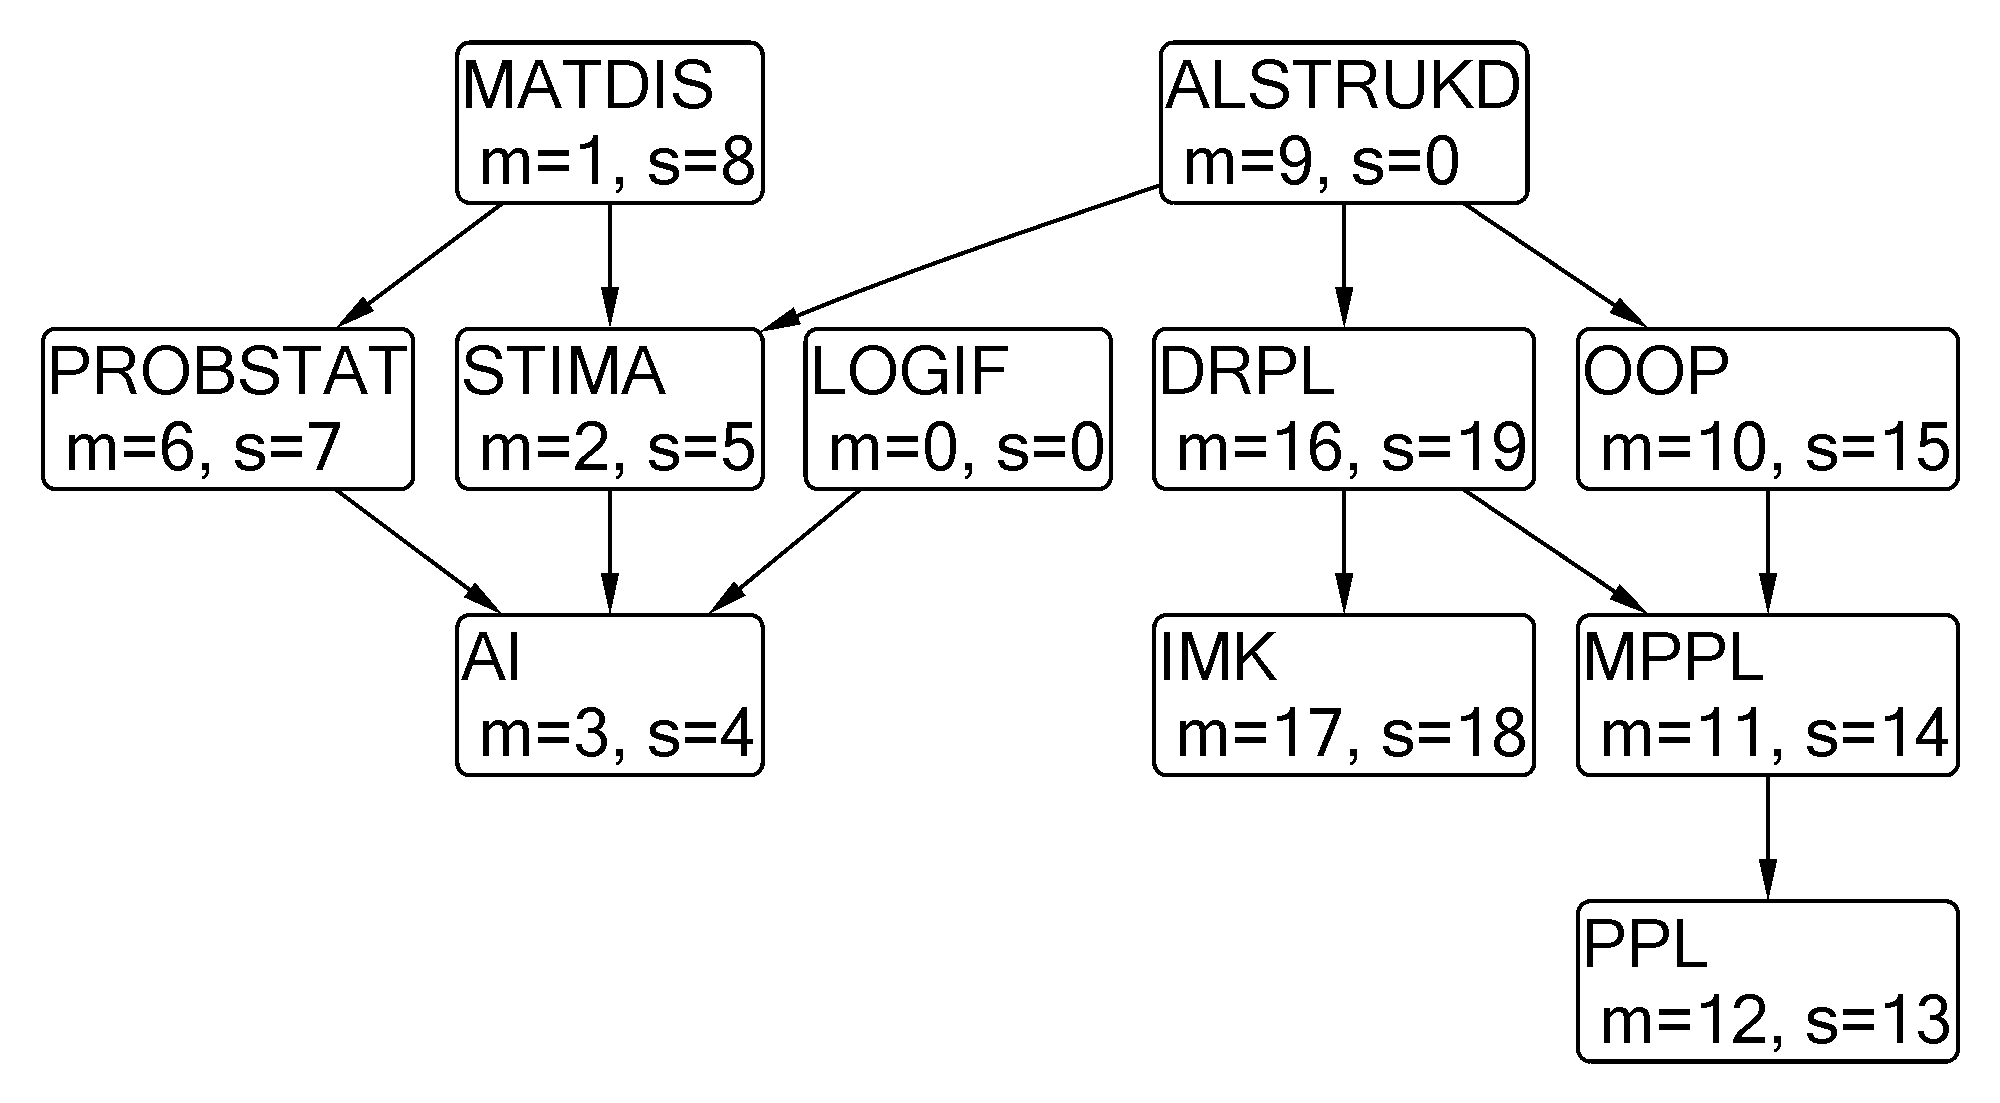 MATDIS
m=1, s=8
ALSTRUKD
m=9, s=0
PROBSTAT
m=6, s=7
STIMA
m=2, s=5
LOGIF
m=0, s=0
DRPL
m=16, s=19
OOP
m=10, s=15
AI
m=3, s=4
IMK
m=17, s=18
MPPL
m=11, s=14
PPL
m=12, s=13